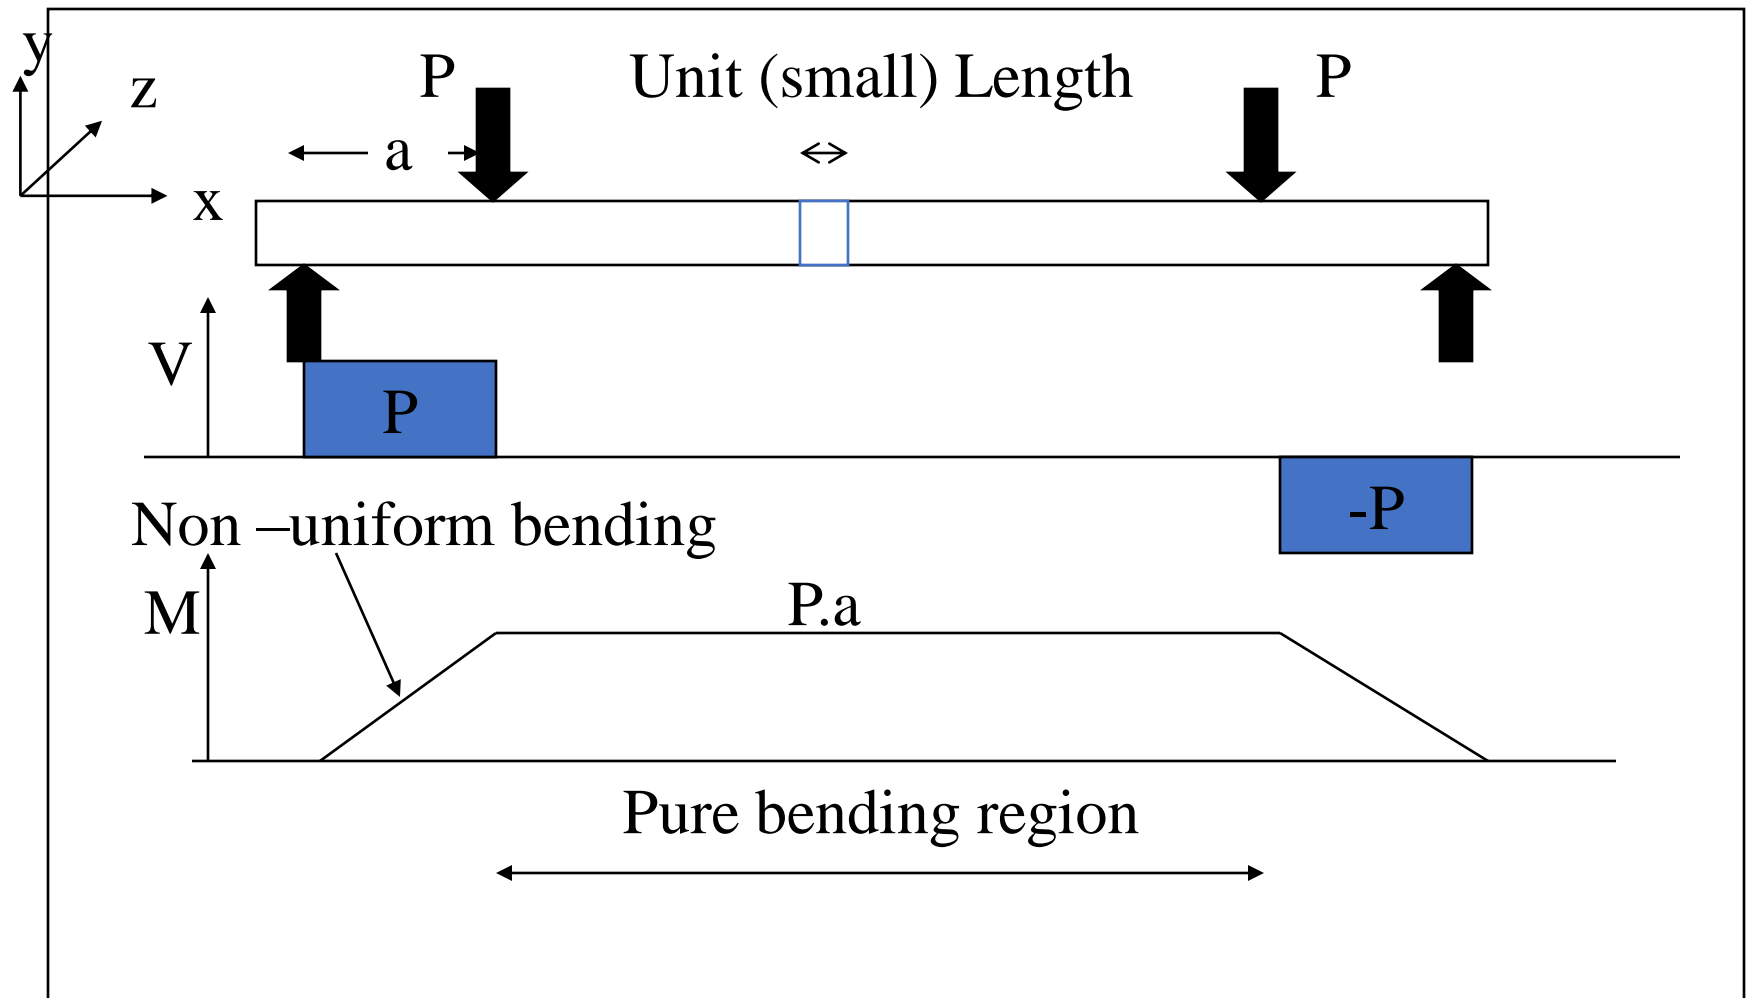 y
z
x
P
Unit (small) Length
P
a
V
P
-P
Non –uniform bending
M
P.a
Pure bending region